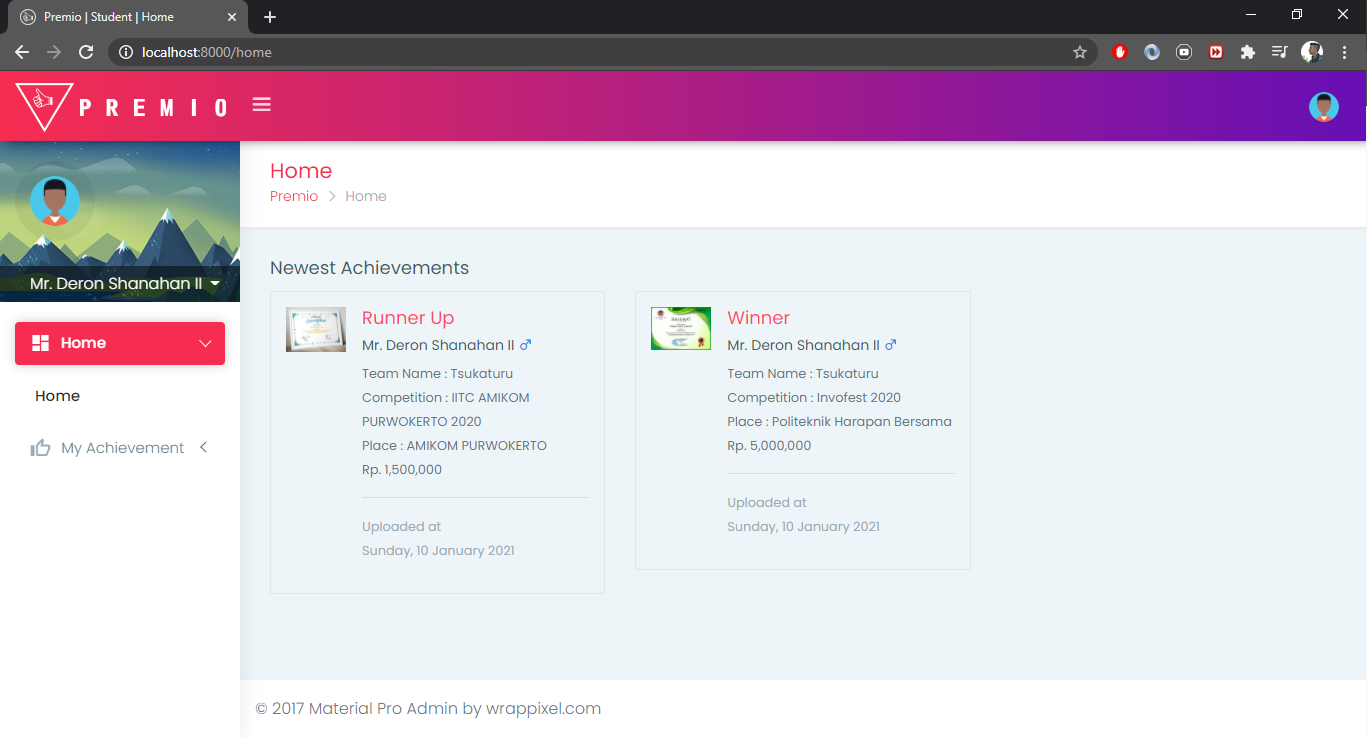 Premio | Student | Home
localhost:8000/home
PREMIO
Mr. Deron Shanahan II
Home
Home
My Achievement
Home
Premio > Home
Newest Achievements
Runner Up
Mr. Deron Shanahan II ♂
Team Name : Tsukaturu
Competition : IITC AMIKOM
PURWOKERTO 2020
Place : AMIKOM PURWOKERTO
Rp. 1,500,000
Uploaded at
Sunday, 10 January 2021
Winner
Mr. Deron Shanahan II ♂
Team Name : Tsukaturu
Competition : Invofest 2020
Place : Politeknik Harapan Bersama
Rp. 5,000,000
Uploaded at
Sunday, 10 January 2021
© 2017 Material Pro Admin by wrappixel.com